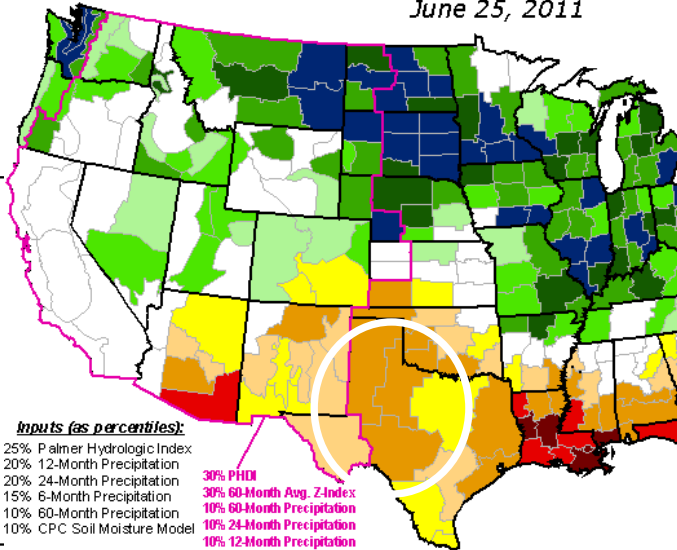 June 25, 2011
Inputs (as percentiles):
25% Palmer Hydrologic Index
20% 12-Month Precipitation
20% 24-Month Precipitation
15% 6-Month Precipitation
10% 60-Month Precipitation
10% CPC Soil Moisture Model
30% PHDI
30% 60-Month Avg. Z-Index
10% 60-Month Precipitation
10% 24-Month Precipitation
10% 12-Month Precipitation